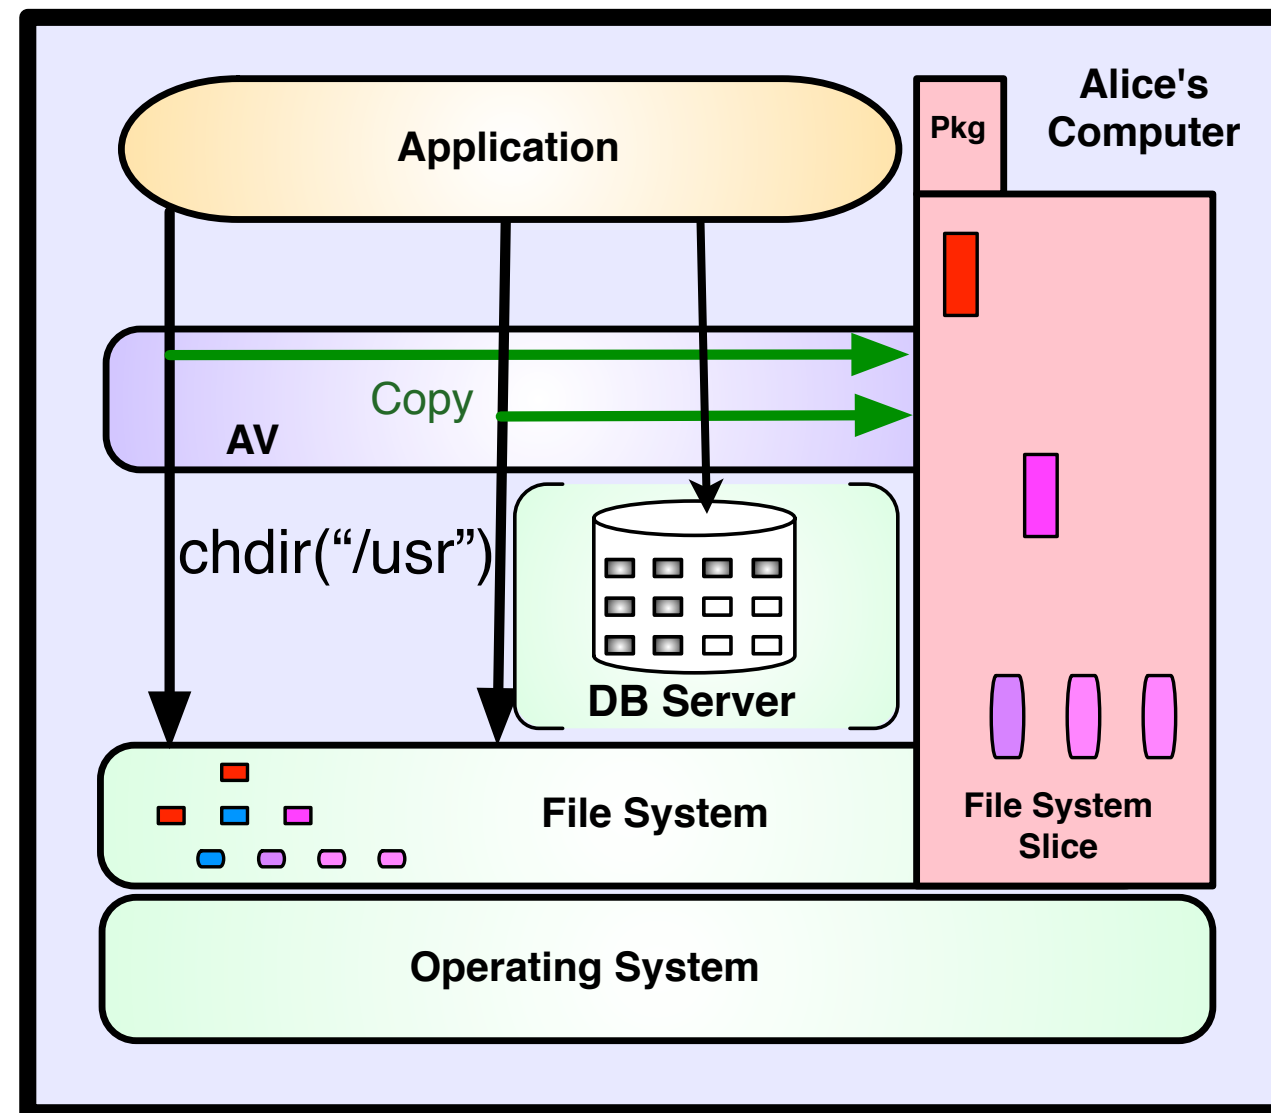 Alice's
Computer
Pkg
Application
Copy
AV
chdir(“/usr”)
DB Server
File System
File System
Slice
Operating System